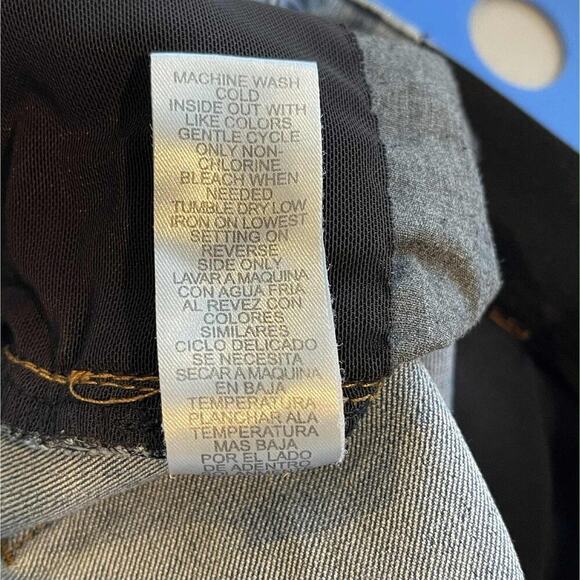 MACHINE WASH
COLD
INSIDE OUT WITH
LIKE COLORS
GENTLE CYCLE
ONLY NON-
CHLORINE
BLEACH WHEN
NEEDED
TUMBLE DRY LOW
IRON ON LOWEST
SETTING ON
REVERSE
SIDE ONLY
LAVAR A MAQUINA
CON AGUA FRIA
AL REVEZ CON
COLORES
SIMILARES
CICLO DELICADO
SE NECESITA
SECAR A MAQUINA
EN BAJA
TEMPERATURA
PLANCHAR ALA
TEMPERATURA
MAS BAJA
POR EL LADO
DE ADENTRO